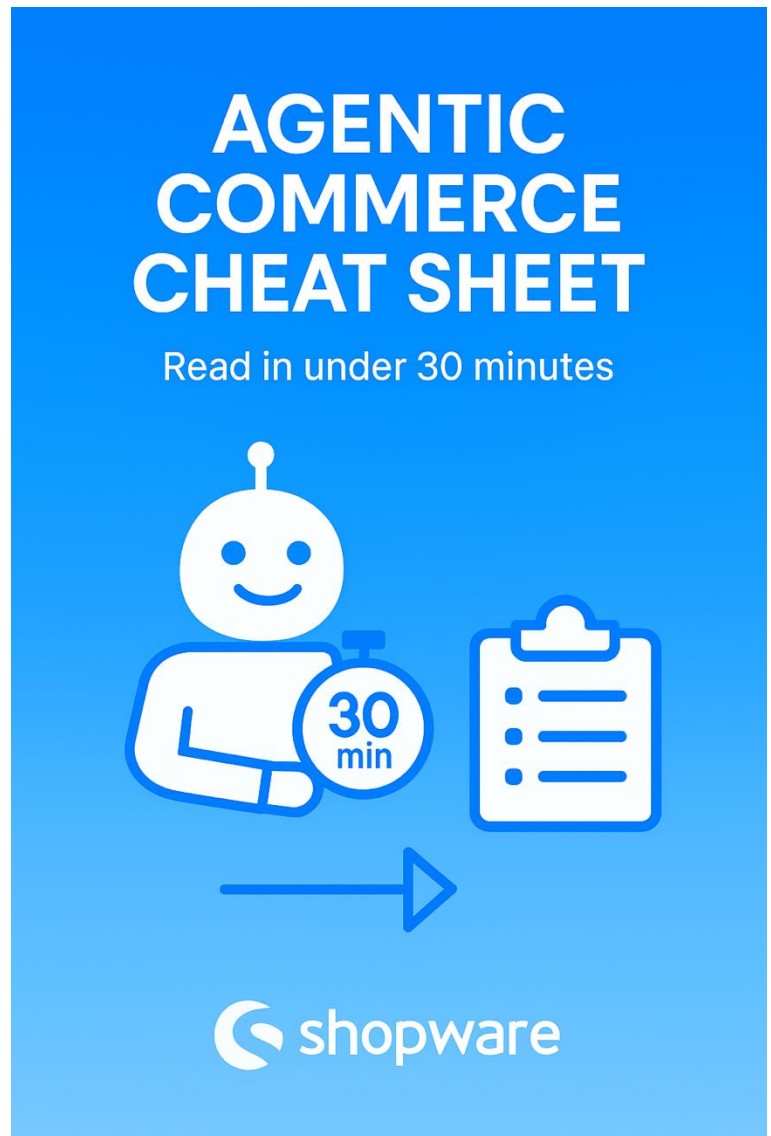 AGENTIC
COMMERCE
CHEAT SHEET
Read in under 30 minutes
30
min
shopware